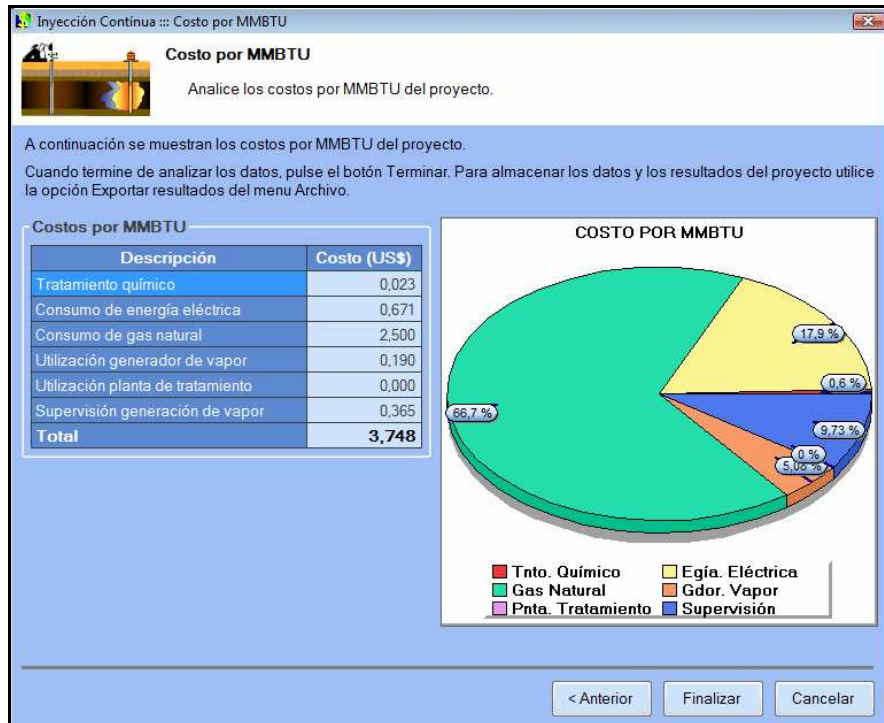 Inyección Contínua ::: Costo por MMBTU
Costo por MMBTU
Analice los costos por MMBTU del proyecto.
A continuación se muestran los costos por MMBTU del proyecto.
Cuando termine de analizar los datos, pulse el botón Terminar. Para almacenar los datos y los resultados del proyecto utilice
la opción Exportar resultados del menu Archivo.
Costos por MMBTU
Descripción Costo (US$)
Tratamiento químico 0,023
Consumo de energía eléctrica 0,671
Consumo de gas natural 2,500
Utilización generador de vapor 0,190
Utilización planta de tratamiento 0,000
Supervisión generación de vapor 0,365
Total 3,748
COSTO POR MMBTU
17,9 %
0,6 %
66,7 %
9,73 %
0 %
5,08 %
Tnto. Químico Egía. Eléctrica
Gas Natural Gdor. Vapor
Pnta. Tratamiento Supervisión
< Anterior Finalizar Cancelar